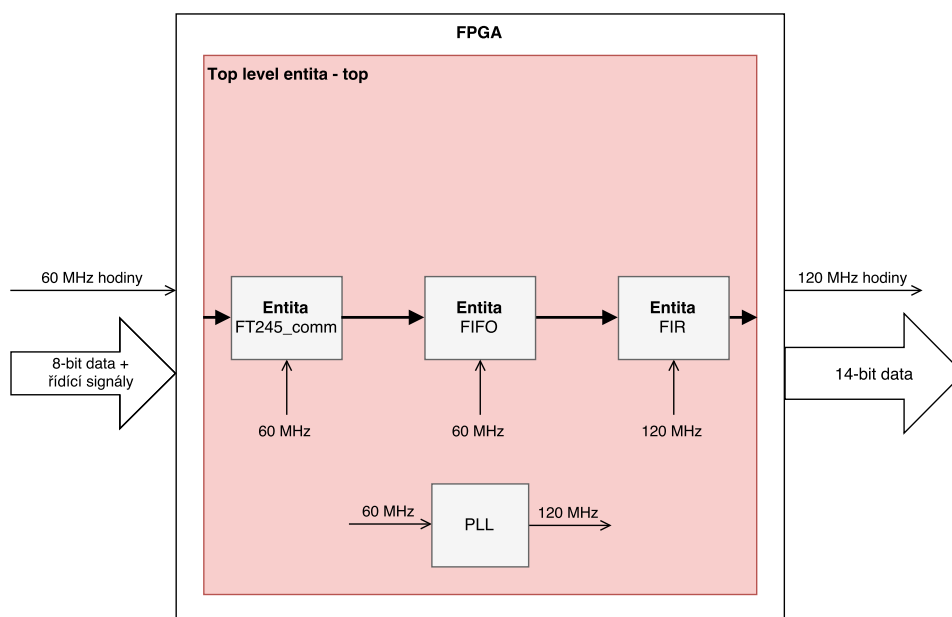 FPGA
Top level entita - top
60 MHz hodiny
8-bit data +
řídící signály
Entita
FT245_comm
Entita
FIFO
Entita
FIR
60 MHz
60 MHz
120 MHz
60 MHz
PLL
120 MHz
120 MHz hodiny
14-bit data